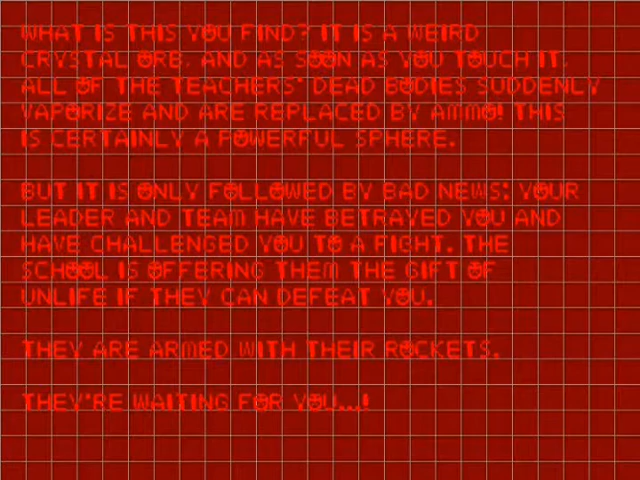 WHAT IS THIS YOU FIND? IT IS A WEIRD
CRYSTAL ORB, AND AS SOON AS YOU TOUCH IT,
ALL OF THE TEACHERS' DEAD BODIES SUDDENLY
VAPORIZE AND ARE REPLACED BY AMMO! THIS
IS CERTAINLY A POWERFUL SPHERE.

BUT IT IS ONLY FOLLOWED BY BAD NEWS: YOUR
LEADER AND TEAM HAVE BETRAYED YOU AND
HAVE CHALLENGED YOU TO A FIGHT. THE
SCHOOL IS OFFERING THEM THE GIFT OF
UNLIFE IF THEY CAN DEFEAT YOU.

THEY ARE ARMED WITH THEIR ROCKETS.

THEY'RE WAITING FOR YOU...!